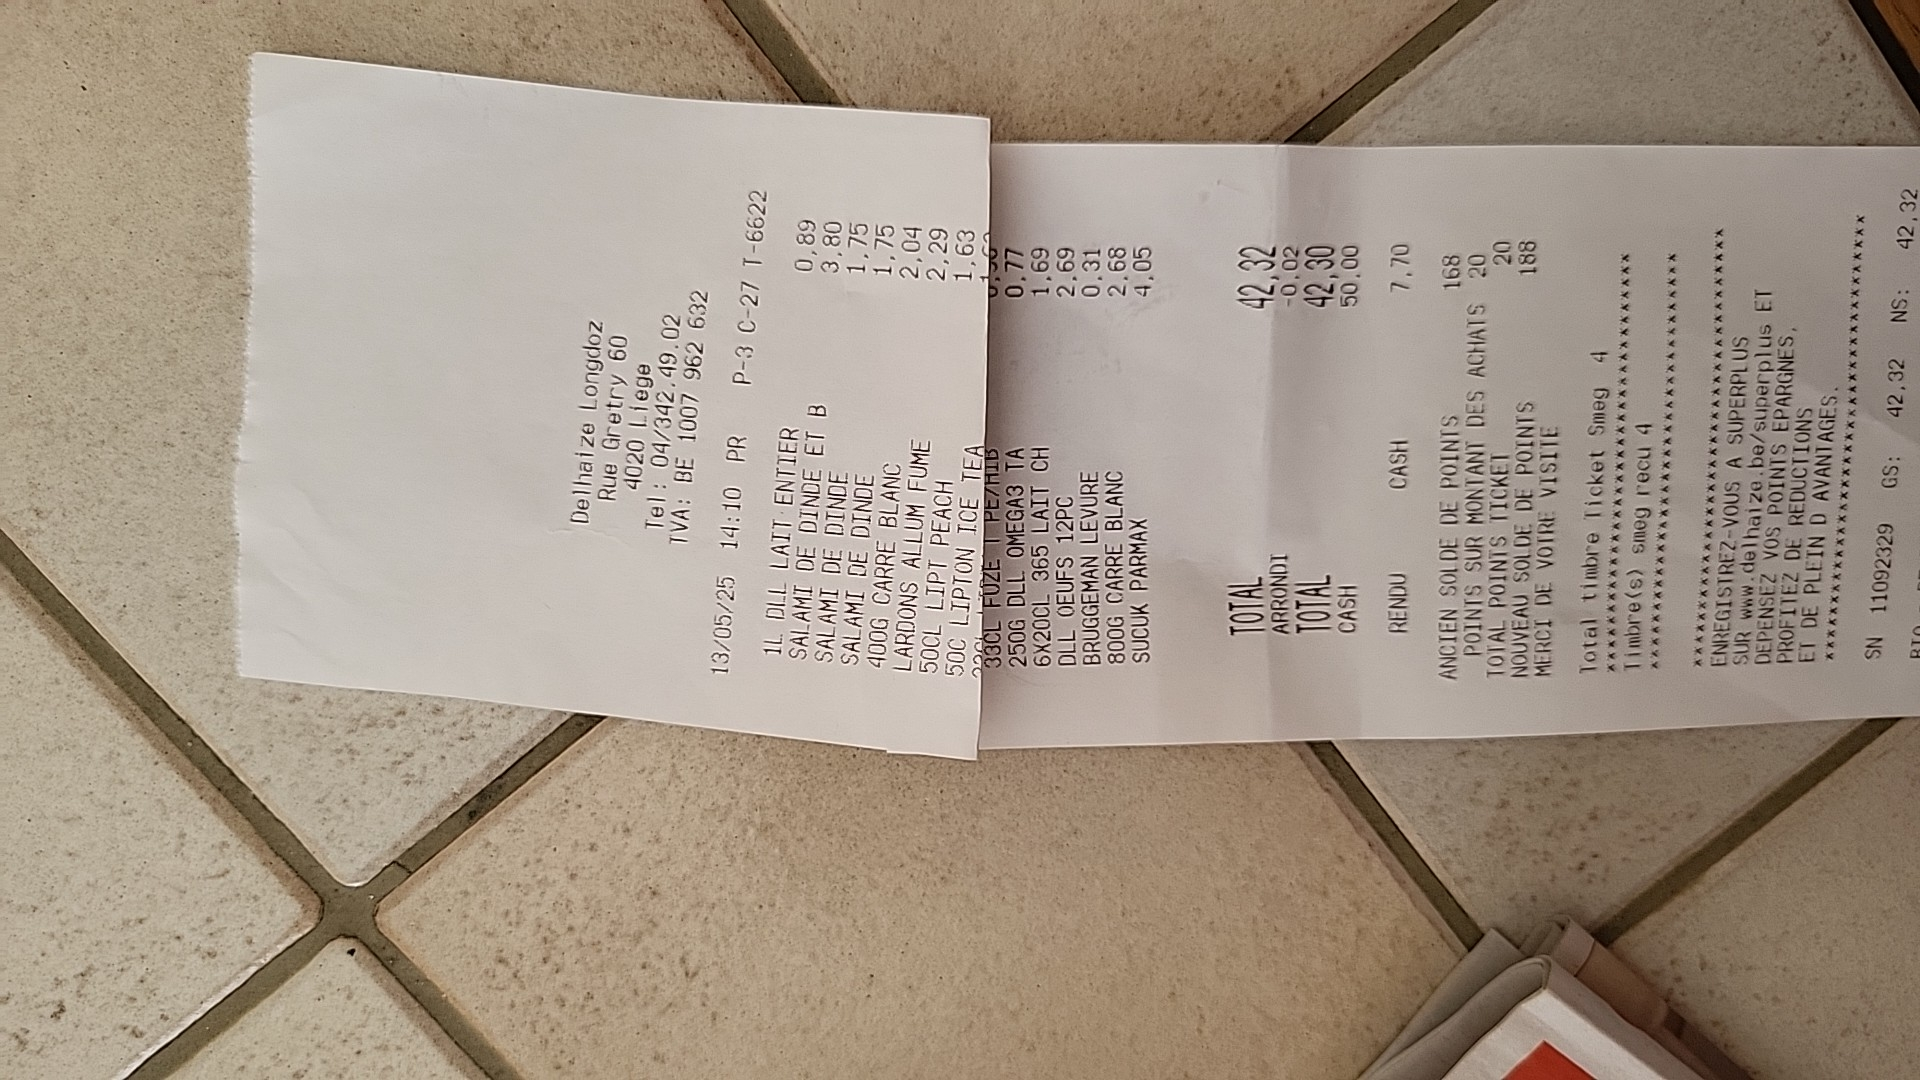 Delhaize Longdoz
Rue Gretry 60
4020 Liege
Tel: 04/342.49.02
TVA: BE 1007 962 632
13/05/25 14:10 PR P-3 C-27 T-6622
1L DLL LAIT ENTIER 0,89
SALAMI DE DINDE ET B 3,80
SALAMI DE DINDE 1,75
SALAMI DE DINDE 1,75
400G CARRE BLANC 2,04
LARDONS ALLUM FUME 2,29
50CL LIPT PEACH 1,63
50C LIPTON ICE TEA
33CL FUZE T PE/HIB
250G DLL OMEGA3 TA 0,77
6X20CL 365 LAIT CH 1,69
DLL OEUFS 12PC 2,69
BRUGGEMAN LEVURE 0,31
800G CARRE BLANC 2,68
SUCUK PARMAX 4,05
TOTAL 42,32
ARRONDI -0,02
TOTAL 42,30
CASH 50.00
RENDU CASH 7,70
ANCIEN SOLDE DE POINTS 168
POINTS SUR MONTANT DES ACHATS 20
TOTAL POINTS TICKET 20
NOUVEAU SOLDE DE POINTS 188
MERCI DE VOTRE VISITE
Total timbre Ticket Smeg 4
****************************************
Timbre(s) smeg recu 4
****************************************
****************************************
ENREGISTREZ-VOUS A SUPERPLUS
SUR www.delhaize.be/superplus ET
DEPENSEZ VOS POINTS EPARGNES,
PROFITEZ DE REDUCTIONS
ET DE PLEIN D AVANTAGES.
****************************************
SN 11092329 GS: 42,32 NS: 42,32